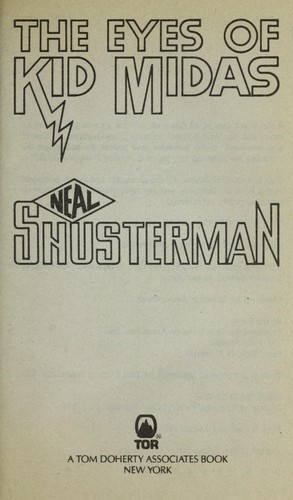 THE EYES OF
KID MIDAS
NEAL
SHUSTERMAN
TOR
A TOM DOHERTY ASSOCIATES BOOK
NEW YORK